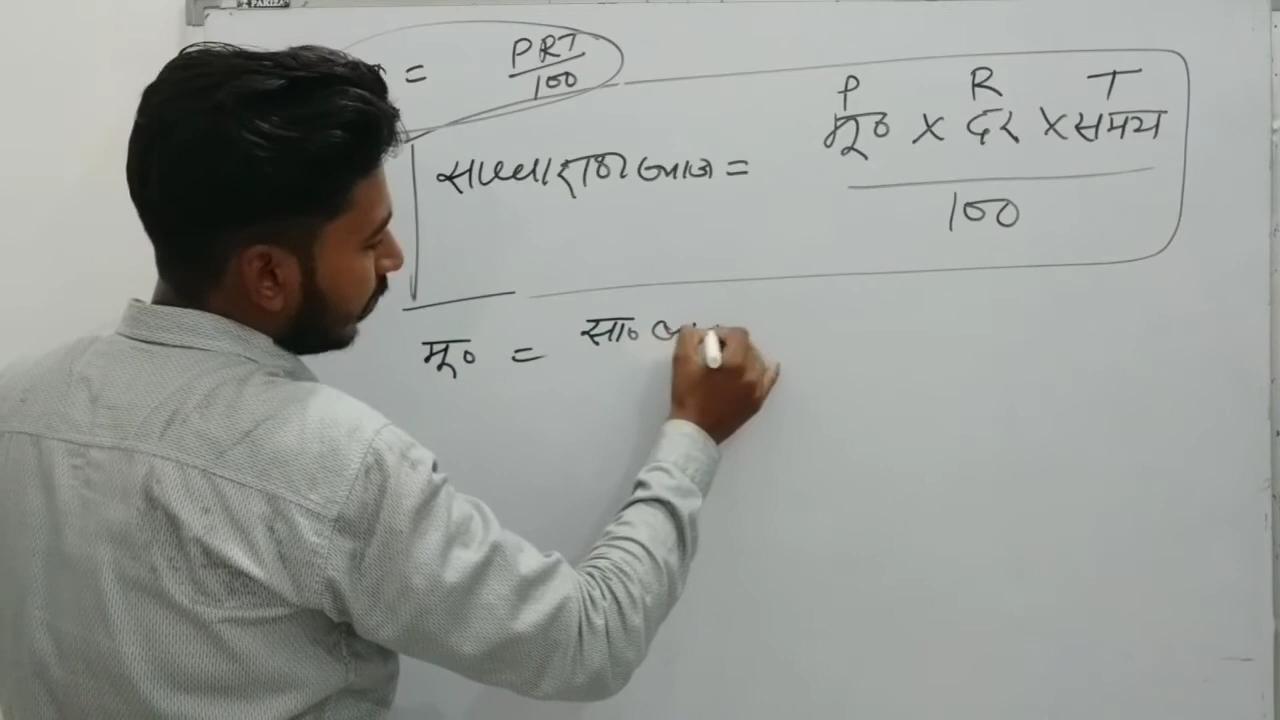 = PRT
100
P R T
मू० × दर × समय
साधारण ब्याज =
100
मू० = सा०